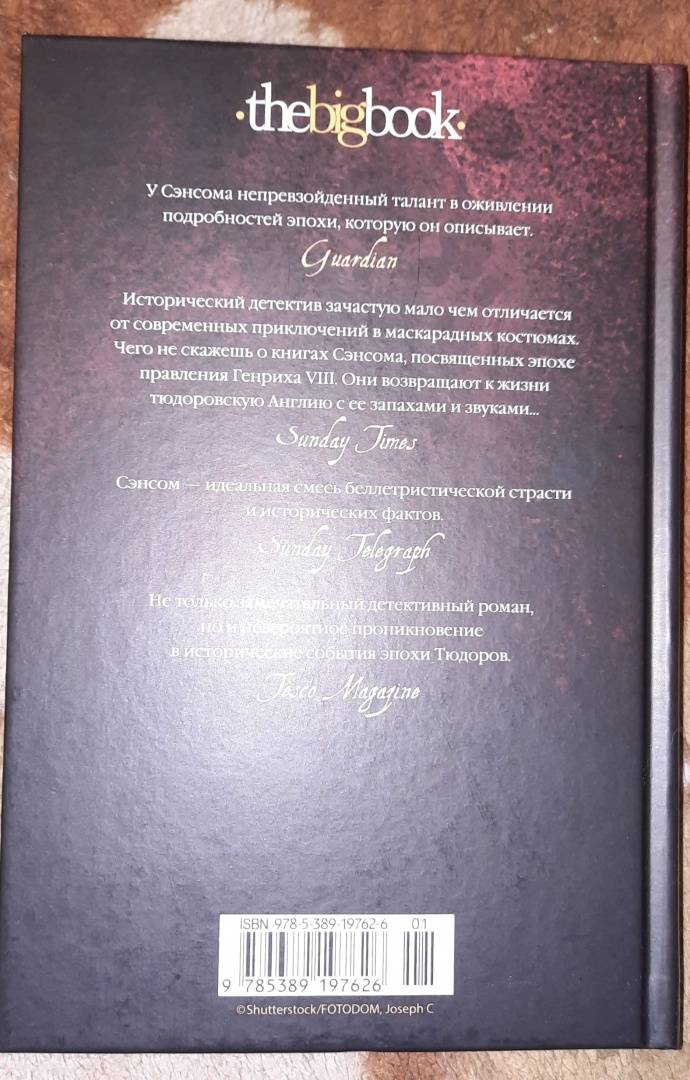 ·thebigbook·
У Сэнсома непревзойденный талант в оживлении
подробностей эпохи, которую он описывает.
Guardian
Исторический детектив зачастую мало чем отличается
от современных приключений в маскарадных костюмах.
Чего не скажешь о книгах Сэнсома, посвященных эпохе
правления Генриха VIII. Они возвращают к жизни
тюдоровскую Англию с ее запахами и звуками...
Sunday Times
Сэнсом — идеальная смесь беллетристической страсти
и исторических фактов.
Sunday Telegraph
Не только замечательный детективный роман,
но и невероятное проникновение
в исторические события эпохи Тюдоров.
Tesco Magazine
ISBN 978-5-389-19762-6 01
9 785389 197626
©Shutterstock/FOTODOM, Joseph C